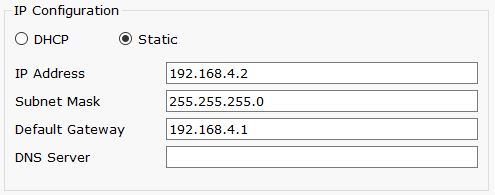 IP Configuration
DHCP Static
IP Address 192.168.4.2
Subnet Mask 255.255.255.0
Default Gateway 192.168.4.1
DNS Server